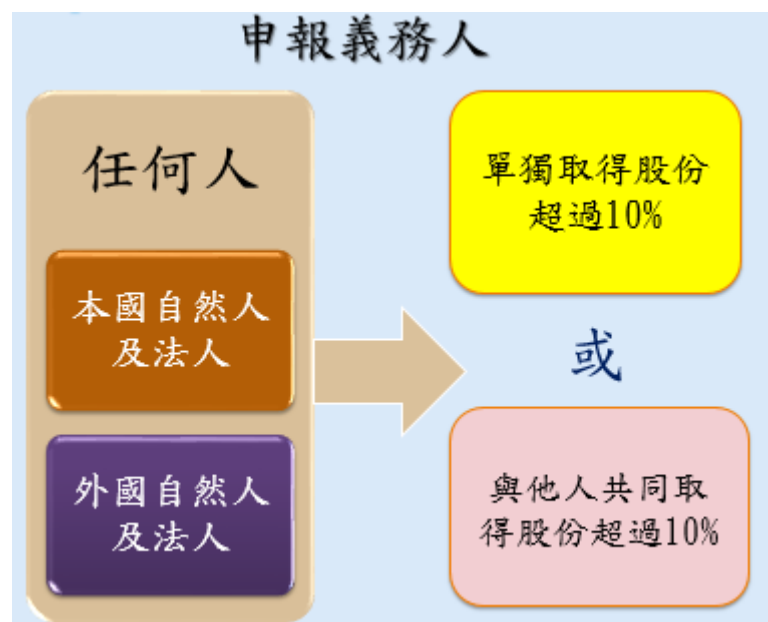 申報義務人
任何人
本國自然人
及法人
外國自然人
及法人
單獨取得股份
超過10%
或
與他人共同取
得股份超過10%